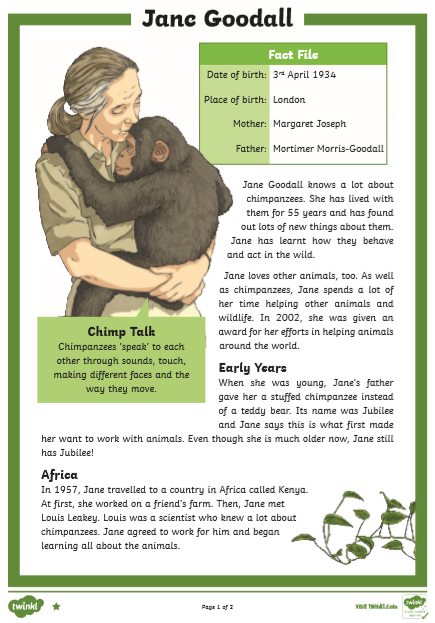 Jane Goodall
Fact File
Date of birth: 3rd April 1934
Place of birth: London
Mother: Margaret Joseph
Father: Mortimer Morris-Goodall
Jane Goodall knows a lot about
chimpanzees. She has lived with
them for 55 years and has found
out lots of new things about them.
Jane has learnt how they behave
and act in the wild.
Jane loves other animals, too. As well
as chimpanzees, Jane spends a lot of
her time helping other animals and
wildlife. In 2002, she was given an
award for her efforts in helping animals
around the world.
Chimp Talk
Chimpanzees 'speak' to each
other through sounds, touch,
making different faces and the
way they move.
Early Years
When she was young, Jane's father
gave her a stuffed chimpanzee instead
of a teddy bear. Its name was Jubilee
and Jane says this is what first made
her want to work with animals. Even though she is much older now, Jane still
has Jubilee!
Africa
In 1957, Jane travelled to a country in Africa called Kenya.
At first, she worked on a friend's farm. Then, Jane met
Louis Leakey. Louis was a scientist who knew a lot about
chimpanzees. Jane agreed to work for him and began
learning all about the animals.
twinkl
Page 1 of 2
visit twinkl.com
twinkl